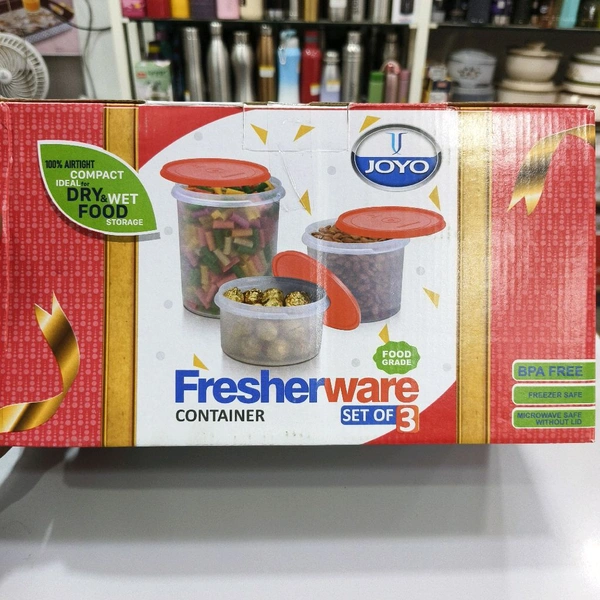 100% AIRTIGHT
COMPACT
IDEAL for
DRY & WET
FOOD
STORAGE
JOYO
FOOD
GRADE
Fresherware
CONTAINER
SET OF 3
BPA FREE
FREEZER SAFE
MICROWAVE SAFE
WITHOUT LID